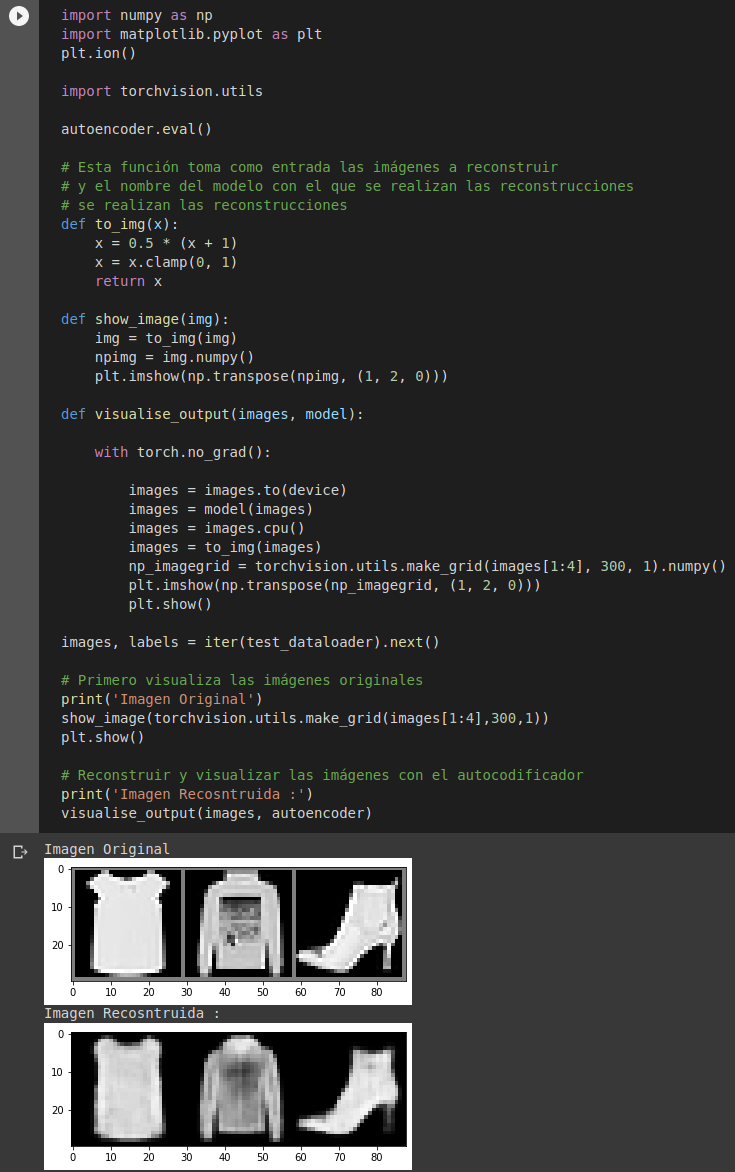 import numpy as np
import matplotlib.pyplot as plt
plt.ion()

import torchvision.utils

autoencoder.eval()

# Esta función toma como entrada las imágenes a reconstruir
# y el nombre del modelo con el que se realizan las reconstrucciones
# se realizan las reconstrucciones
def to_img(x):
    x = 0.5 * (x + 1)
    x = x.clamp(0, 1)
    return x

def show_image(img):
    img = to_img(img)
    npimg = img.numpy()
    plt.imshow(np.transpose(npimg, (1, 2, 0)))

def visualise_output(images, model):

    with torch.no_grad():

        images = images.to(device)
        images = model(images)
        images = images.cpu()
        images = to_img(images)
        np_imagegrid = torchvision.utils.make_grid(images[1:4], 300, 1).numpy()
        plt.imshow(np.transpose(np_imagegrid, (1, 2, 0)))
        plt.show()

images, labels = iter(test_dataloader).next()

# Primero visualiza las imágenes originales
print('Imagen Original')
show_image(torchvision.utils.make_grid(images[1:4],300,1))
plt.show()

# Reconstruir y visualizar las imágenes con el autocodificador
print('Imagen Recosntruida :')
visualise_output(images, autoencoder)
Imagen Original
0
10
20
0 10 20 30 40 50 60 70 80
Imagen Recosntruida :
0
10
20
0 10 20 30 40 50 60 70 80